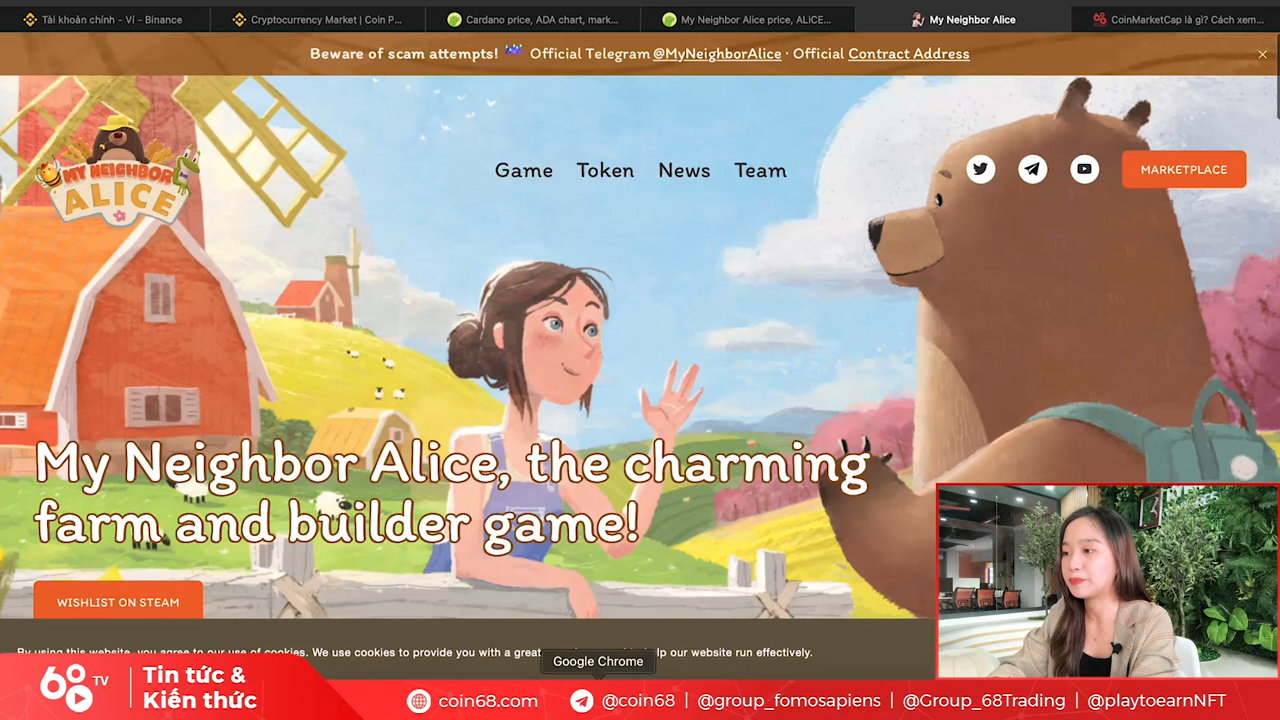 Tài khoản chính - Ví - Binance
Cryptocurrency Market | Coin P...
Cardano price, ADA chart, mark...
My Neighbor Alice price, ALICE...
My Neighbor Alice
CoinMarketCap là gì? Cách xem...
Beware of scam attempts! Official Telegram @MyNeighborAlice · Official Contract Address
MY NEIGHBOR
ALICE
Game Token News Team
MARKETPLACE
My Neighbor Alice, the charming
farm and builder game!
WISHLIST ON STEAM
By using this website, you agree to our use of cookies. We use cookies to provide you with a great
lp our website run effectively.
Google Chrome
68 TV
Tin tức &
Kiến thức
coin68.com
@coin68 | @group_fomosapiens | @Group_68Trading | @playtoearnNFT